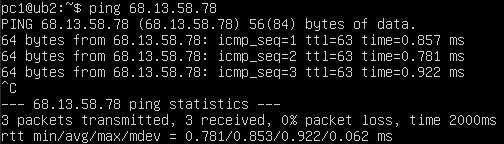 pc1@ub2:~$ ping 68.13.58.78
PING 68.13.58.78 (68.13.58.78) 56(84) bytes of data.
64 bytes from 68.13.58.78: icmp_seq=1 ttl=63 time=0.857 ms
64 bytes from 68.13.58.78: icmp_seq=2 ttl=63 time=0.781 ms
64 bytes from 68.13.58.78: icmp_seq=3 ttl=63 time=0.922 ms
^C
--- 68.13.58.78 ping statistics ---
3 packets transmitted, 3 received, 0% packet loss, time 2000ms
rtt min/avg/max/mdev = 0.781/0.853/0.922/0.062 ms